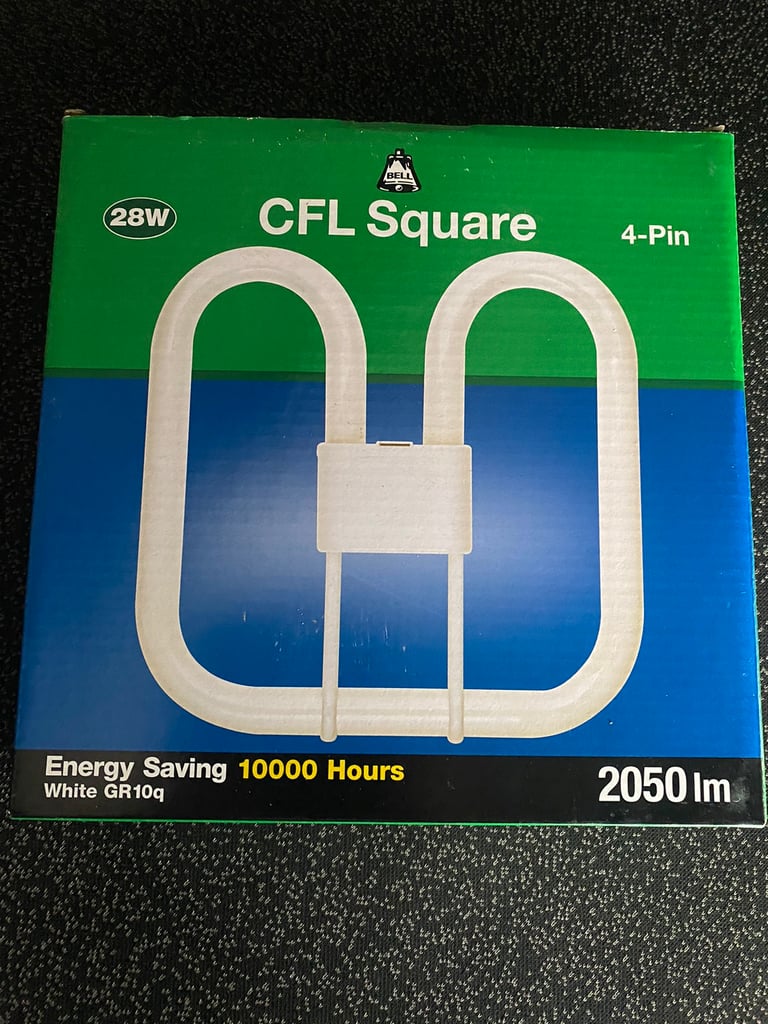 BELL
28W
CFL Square
4-Pin
Energy Saving 10000 Hours
White GR10q
2050 lm